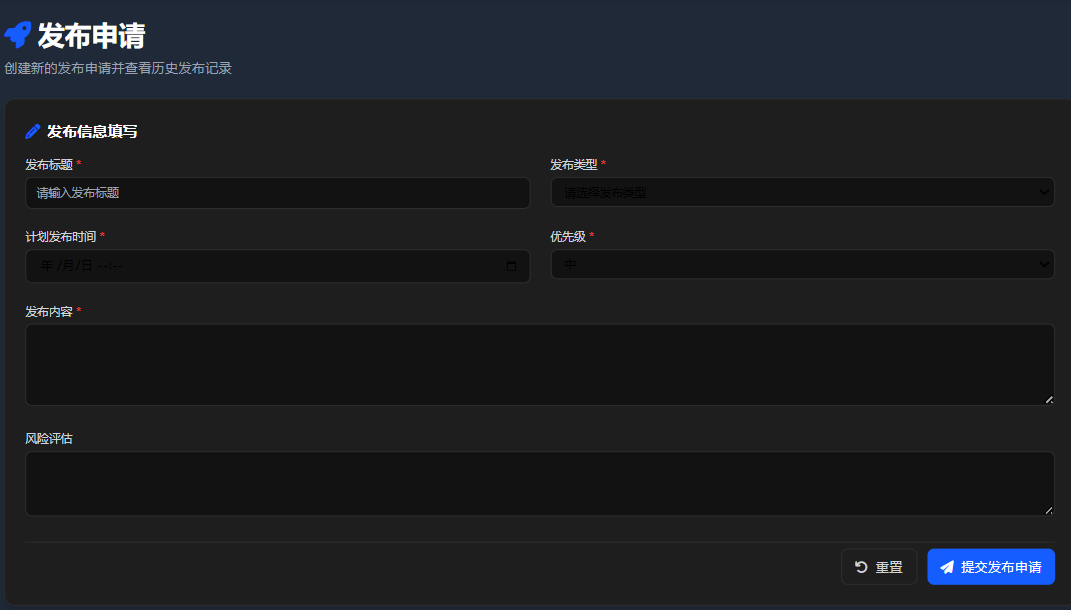 发布申请
创建新的发布申请并查看历史发布记录
发布信息填写
发布标题 *
发布类型 *
请输入发布标题
请选择发布类型
计划发布时间 *
优先级 *
年 /月/日 --:--
中
发布内容 *
风险评估
重置
提交发布申请